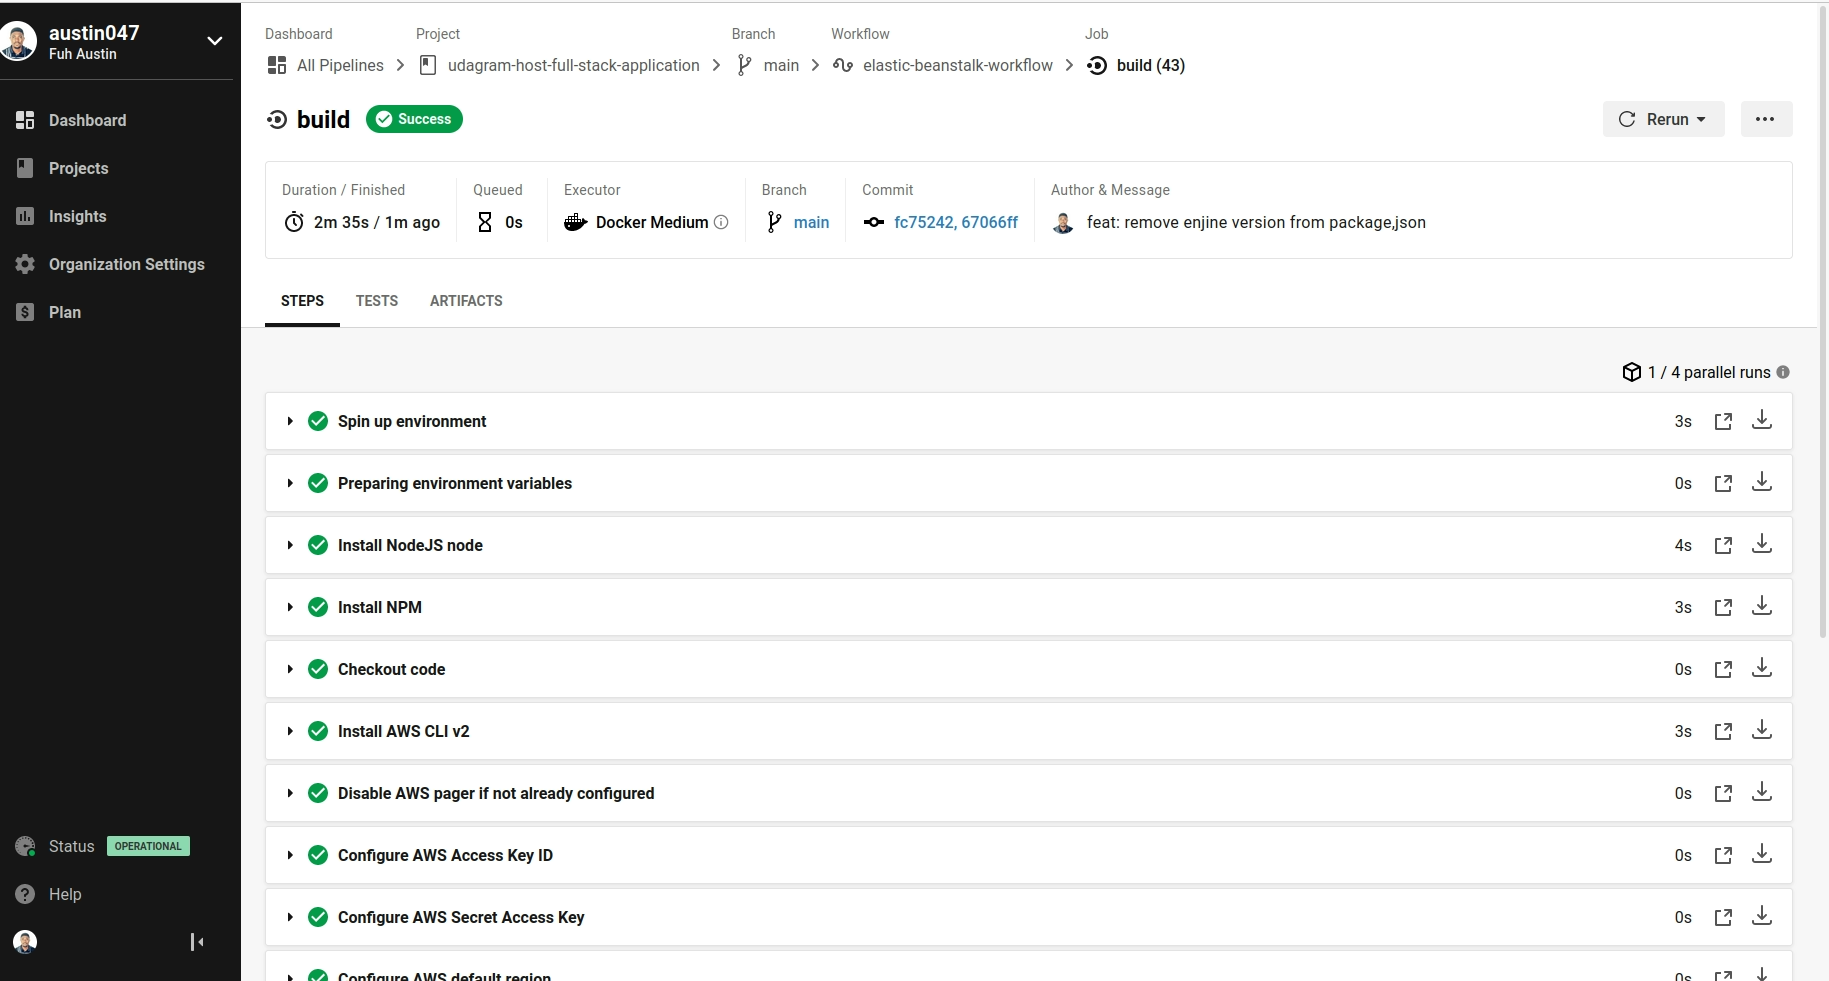 austin047
Fuh Austin
Dashboard
Projects
Insights
Organization Settings
Plan
Status OPERATIONAL
Help
Dashboard Project Branch Workflow Job
All Pipelines udagram-host-full-stack-application main elastic-beanstalk-workflow build (43)
build Success Rerun
Duration / Finished Queued Executor Branch Commit Author & Message
2m 35s / 1m ago 0s Docker Medium main fc75242, 67066ff feat: remove enjine version from package,json
STEPS TESTS ARTIFACTS
1 / 4 parallel runs
Spin up environment 3s
Preparing environment variables 0s
Install NodeJS node 4s
Install NPM 3s
Checkout code 0s
Install AWS CLI v2 3s
Disable AWS pager if not already configured 0s
Configure AWS Access Key ID 0s
Configure AWS Secret Access Key 0s
Configure AWS default region 0s